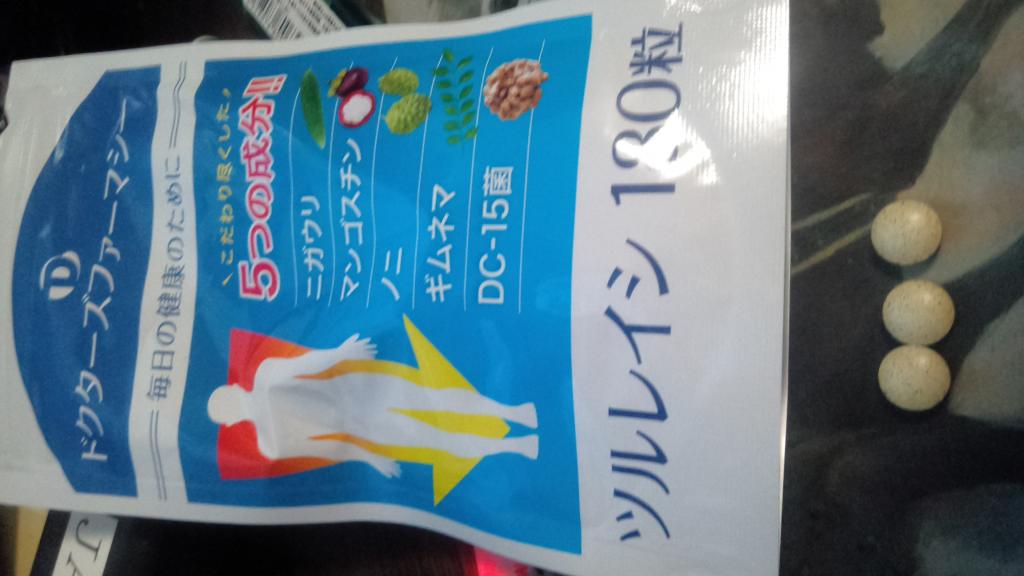 ドクターズファーマシー
毎日の健康のために
こだわり尽くした
5つの成分!!
ニガウリ
マンゴスチン
ノニ
ギムネマ
DC-15菌
ツルレイシ 130粒